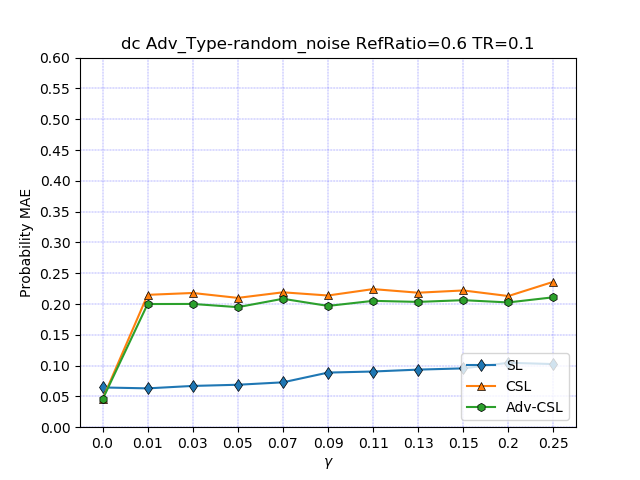 dc Adv_Type-random_noise RefRatio=0.6 TR=0.1
0.60
0.55
0.50
0.45
0.40
0.35
0.30
0.25
0.20
0.15
0.10
0.05
0.00
Probability MAE
SL
CSL
Adv-CSL
0.0 0.01 0.03 0.05 0.07 0.09 0.11 0.13 0.15 0.2 0.25
γ